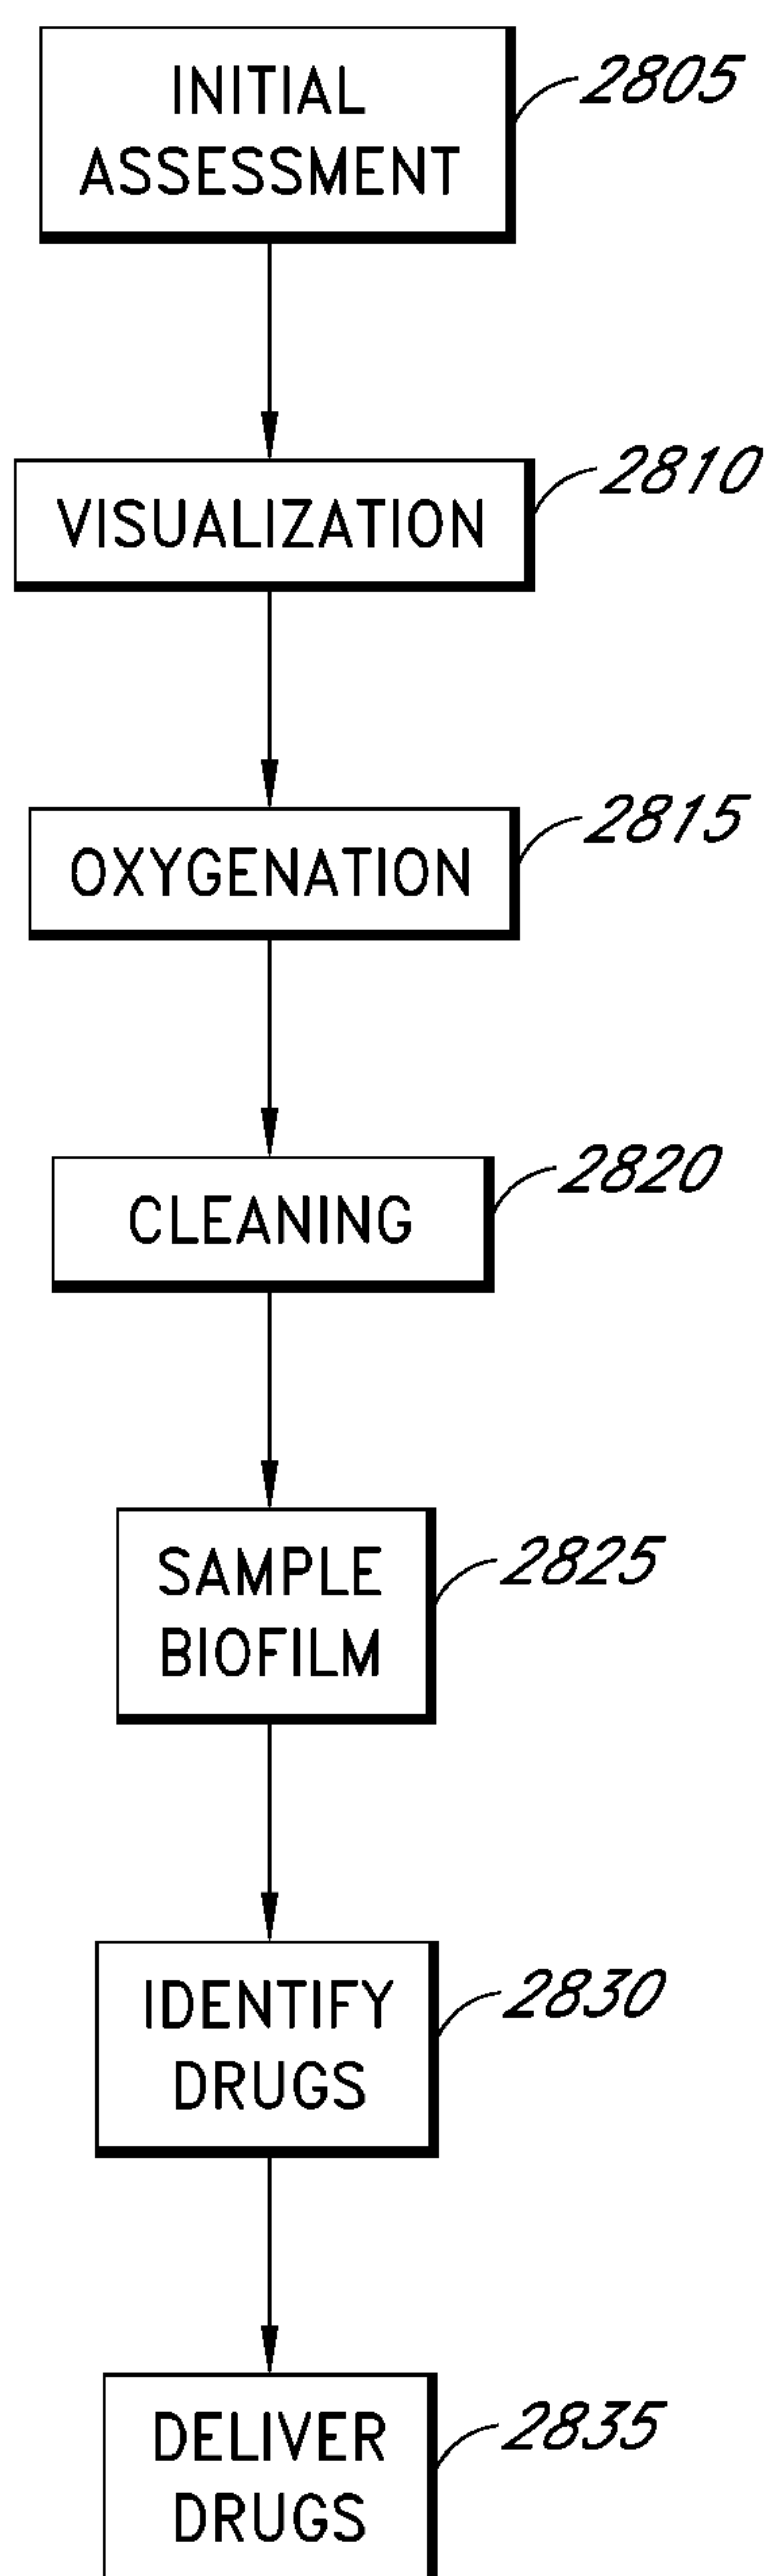 INITIAL
ASSESSMENT
2805
VISUALIZATION
2810
OXYGENATION
2815
CLEANING
2820
SAMPLE
BIOFILM
2825
IDENTIFY
DRUGS
2830
DELIVER
DRUGS
2835